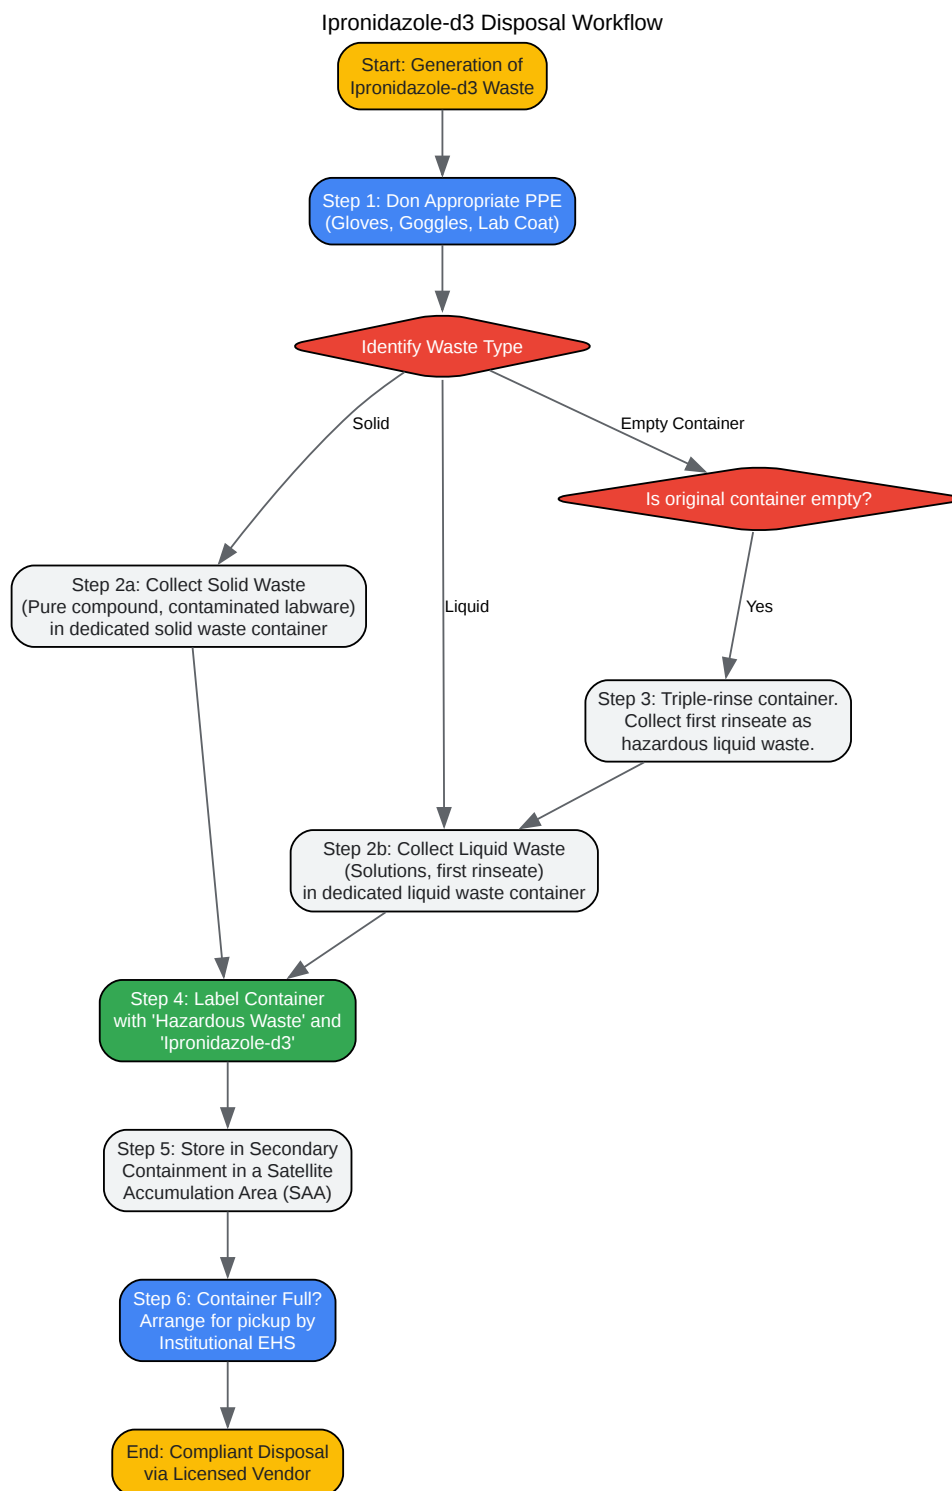 Ipronidazole-d3 Disposal Workflow
Start: Generation of
Ipronidazole-d3 Waste
Step 1: Don Appropriate PPE
(Gloves, Goggles, Lab Coat)
Identify Waste Type
Solid
Empty Container
Is original container empty?
Step 2a: Collect Solid Waste
(Pure compound, contaminated labware)
in dedicated solid waste container
Liquid
Yes
Step 3: Triple-rinse container.
Collect first rinseate as
hazardous liquid waste.
Step 2b: Collect Liquid Waste
(Solutions, first rinseate)
in dedicated liquid waste container
Step 4: Label Container
with 'Hazardous Waste' and
'Ipronidazole-d3'
Step 5: Store in Secondary
Containment in a Satellite
Accumulation Area (SAA)
Step 6: Container Full?
Arrange for pickup by
Institutional EHS
End: Compliant Disposal
via Licensed Vendor